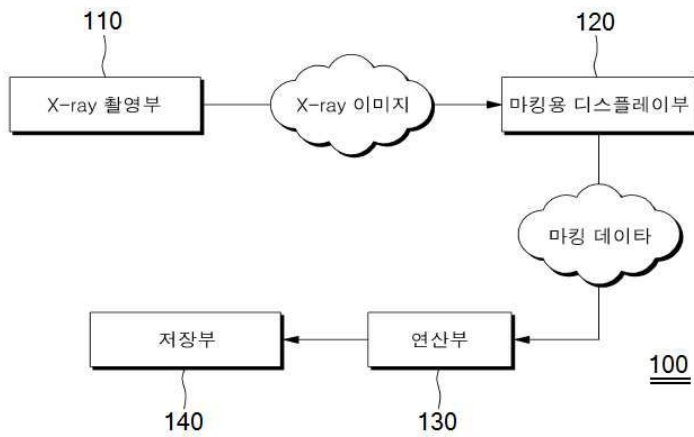 110
120
X-ray 촬영부
X-ray 이미지
마킹용 디스플레이부
마킹 데이타
저장부
연산부
100
140
130